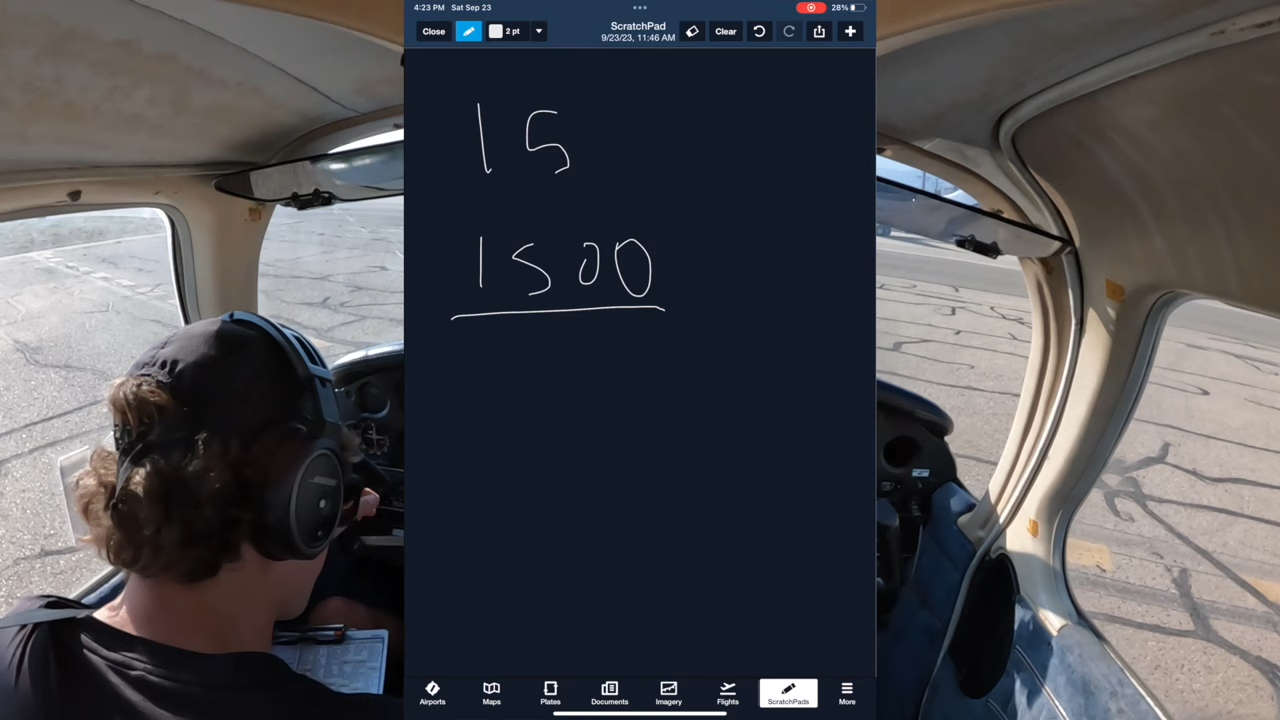 4:23 PM Sat Sep 23
28%
Close
2 pt
ScratchPad
9/23/23, 11:46 AM
Clear
15
1500
Airports
Maps
Plates
Documents
Imagery
Flights
ScratchPads
More